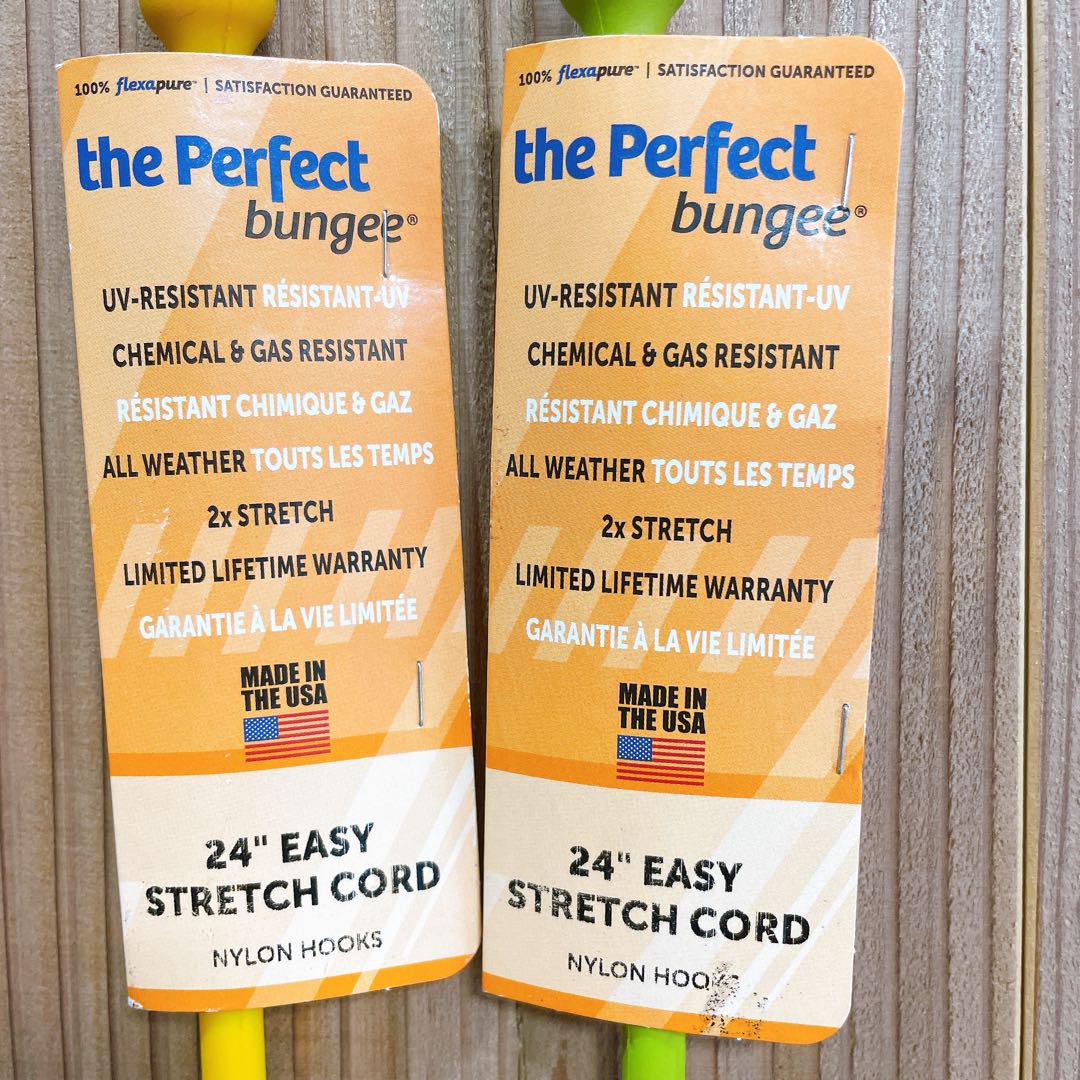 100% flexapure™ | SATISFACTION GUARANTEED
the Perfect
bungee®
UV-RESISTANT RÉSISTANT-UV
CHEMICAL & GAS RESISTANT
RÉSISTANT CHIMIQUE & GAZ
ALL WEATHER TOUTS LES TEMPS
2x STRETCH
LIMITED LIFETIME WARRANTY
GARANTIE À LA VIE LIMITÉE
MADE IN
THE USA
24" EASY
STRETCH CORD
NYLON HOOKS
100% flexapure™ | SATISFACTION GUARANTEED
the Perfect
bungee®
UV-RESISTANT RÉSISTANT-UV
CHEMICAL & GAS RESISTANT
RÉSISTANT CHIMIQUE & GAZ
ALL WEATHER TOUTS LES TEMPS
2x STRETCH
LIMITED LIFETIME WARRANTY
GARANTIE À LA VIE LIMITÉE
MADE IN
THE USA
24" EASY
STRETCH CORD
NYLON HOOKS